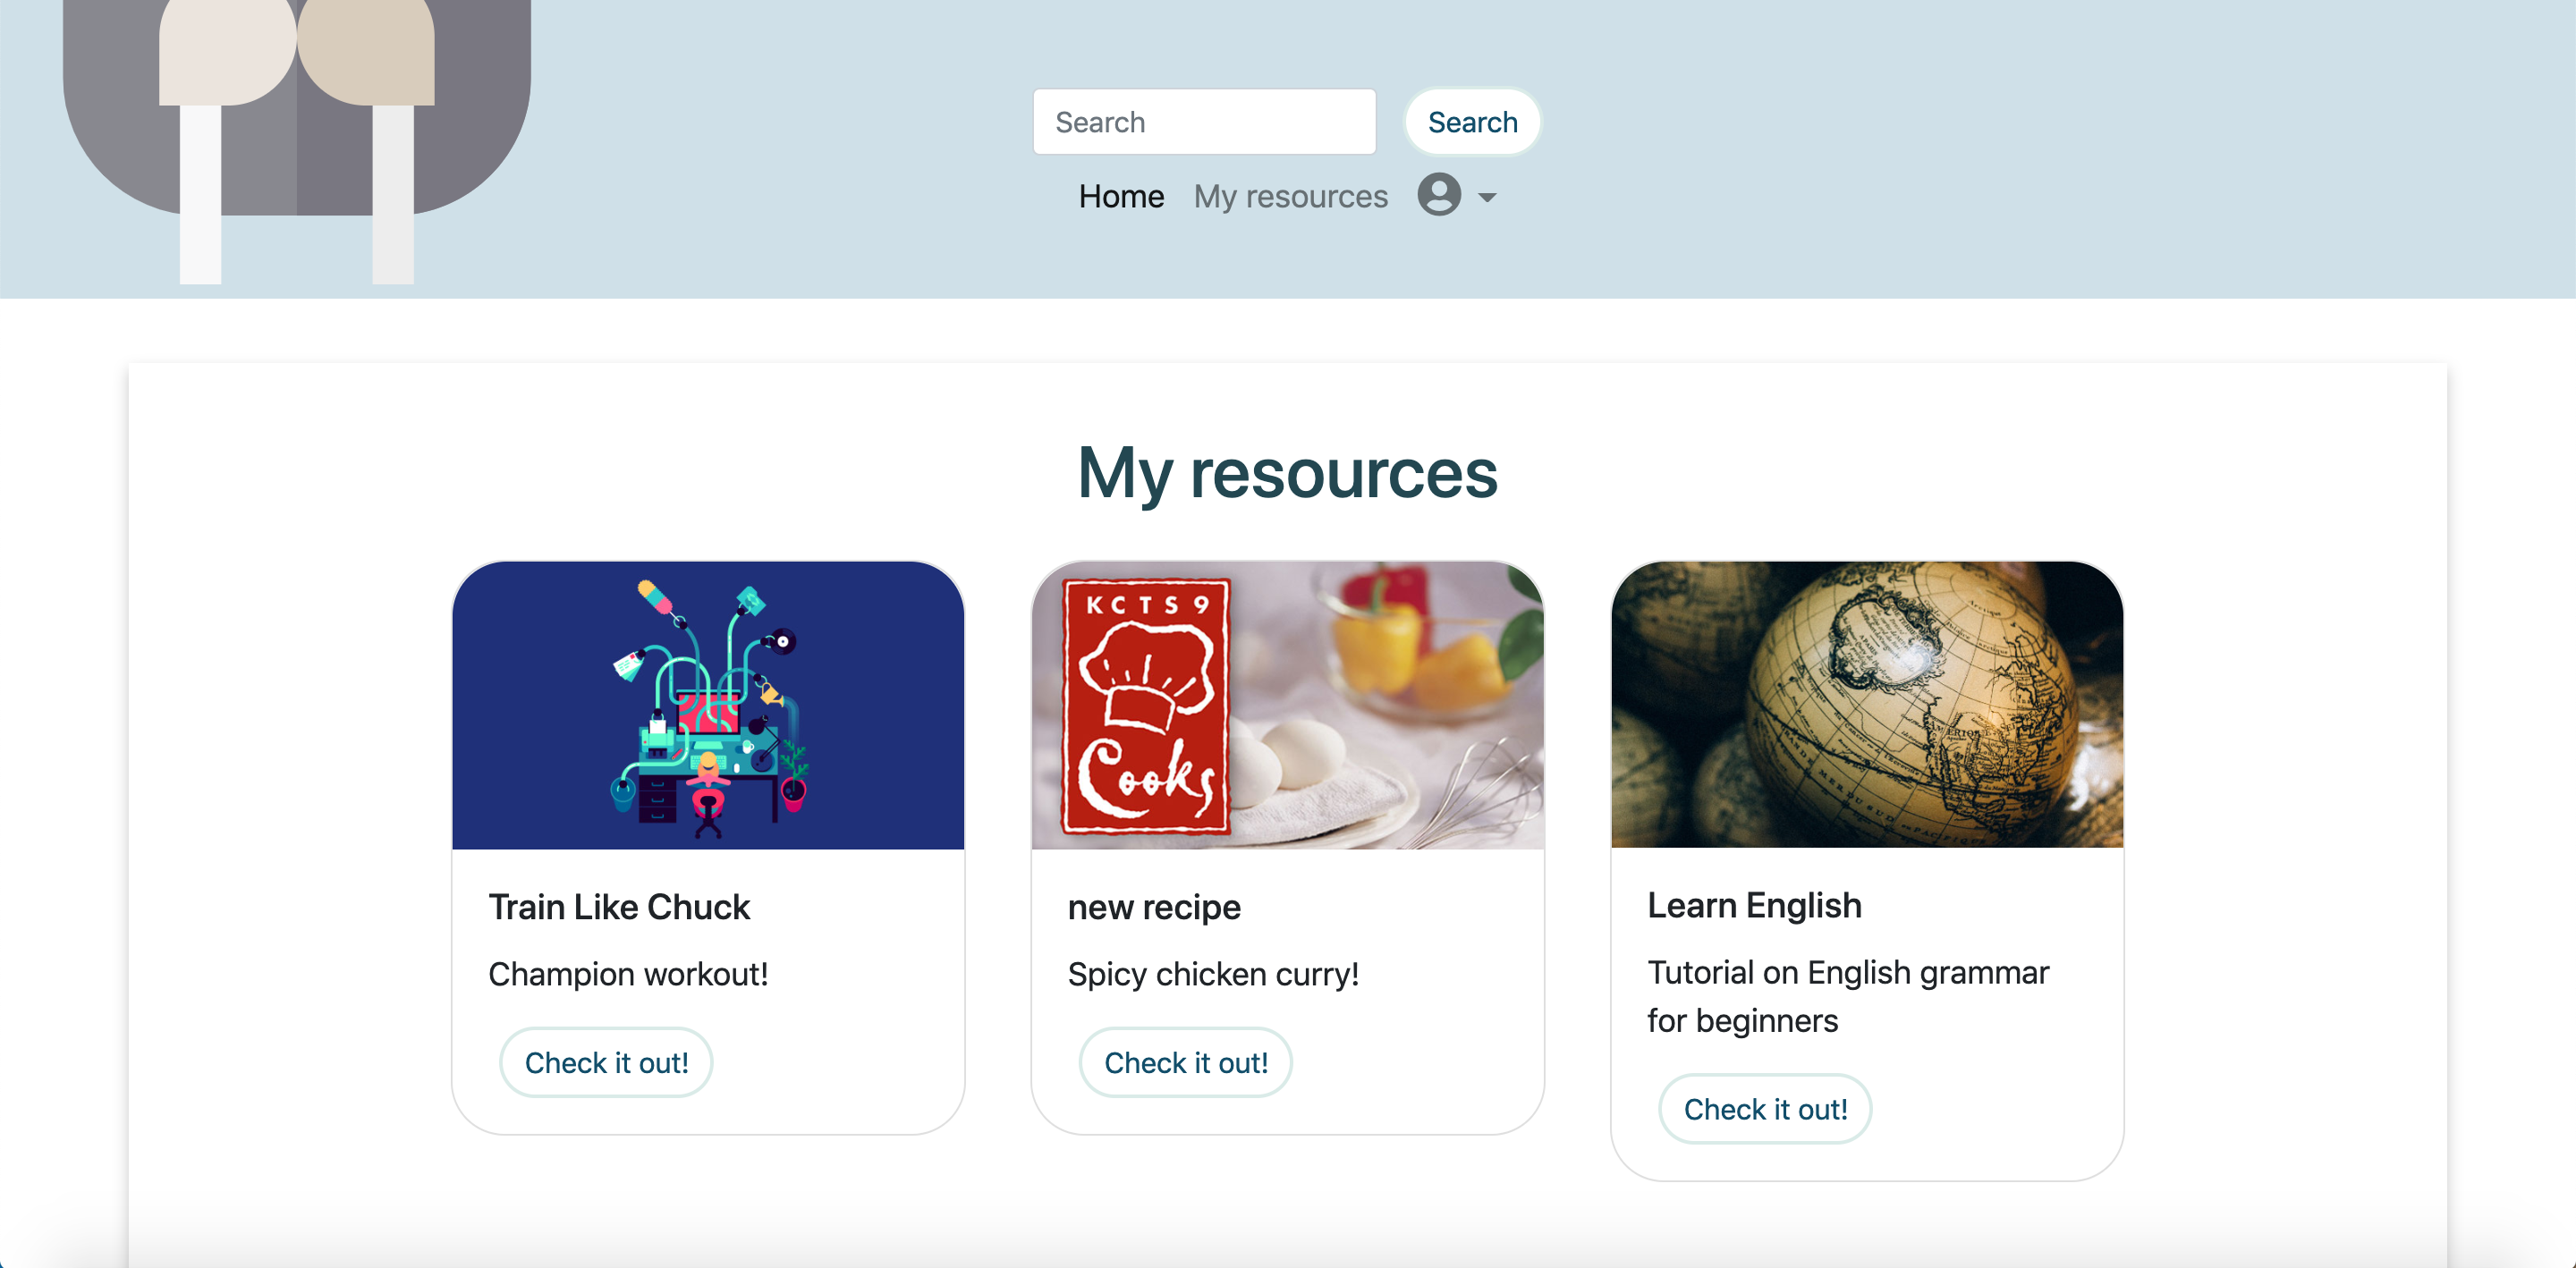 Search
Search
Home
My resources
My resources
KCTS 9
Cooks
Train Like Chuck
Champion workout!
Check it out!
new recipe
Spicy chicken curry!
Check it out!
Learn English
Tutorial on English grammar
for beginners
Check it out!